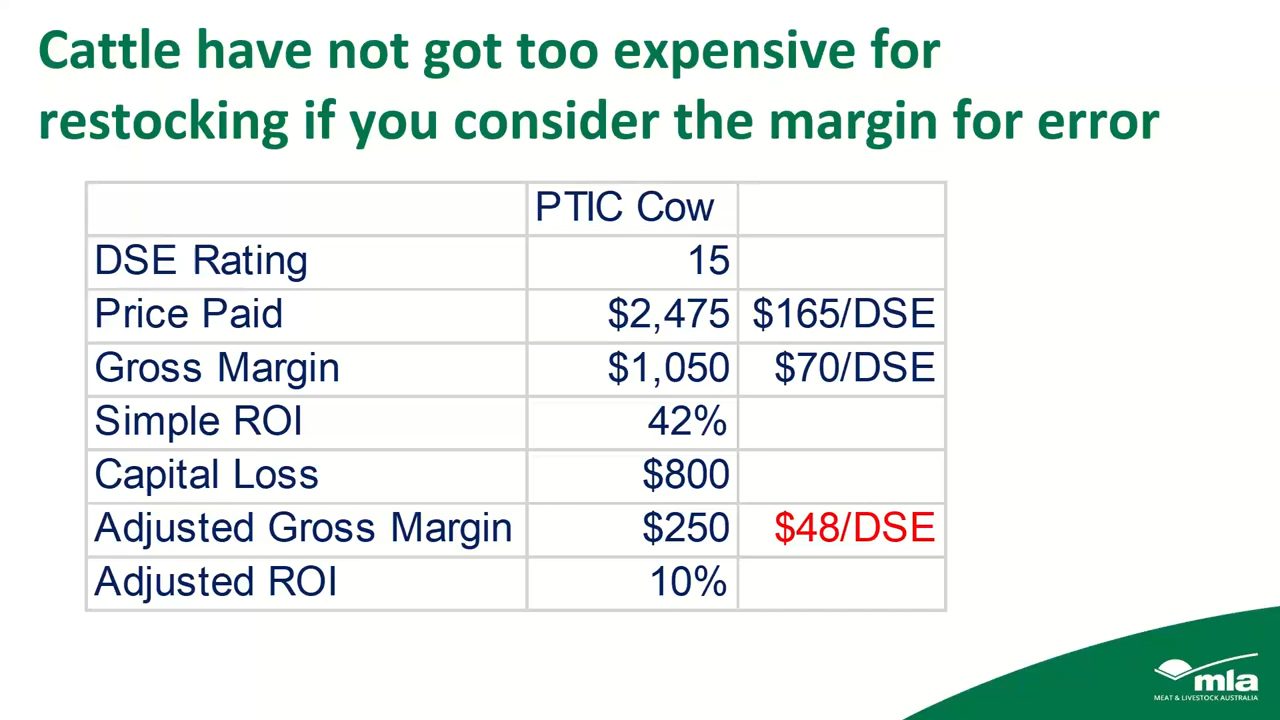 Cattle have not got too expensive for
restocking if you consider the margin for error
PTIC Cow
DSE Rating 15
Price Paid $2,475 $165/DSE
Gross Margin $1,050 $70/DSE
Simple ROI 42%
Capital Loss $800
Adjusted Gross Margin $250 $48/DSE
Adjusted ROI 10%
mla
MEAT & LIVESTOCK AUSTRALIA